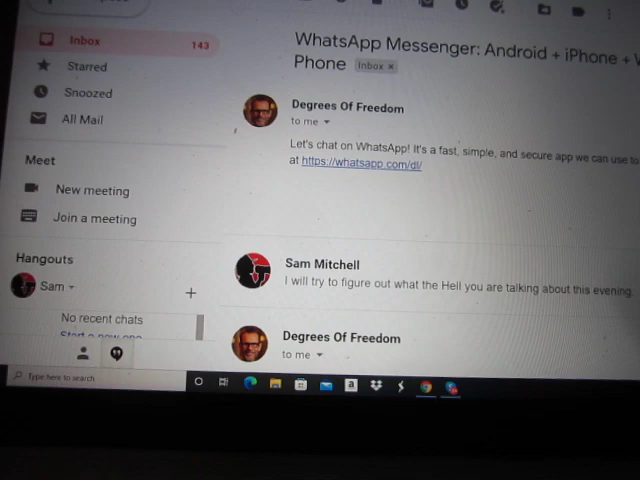 Inbox
143
Starred
Snoozed
All Mail
Meet
New meeting
Join a meeting
Hangouts
Sam
+
No recent chats
WhatsApp Messenger: Android + iPhone +
Phone Inbox x
Degrees Of Freedom
to me
Let's chat on WhatsApp! It's a fast, simple, and secure app we can use to
at https://whatsapp.com/dl/
Sam Mitchell
I will try to figure out what the Hell you are talking about this evening.
Degrees Of Freedom
to me
Type here to search
a